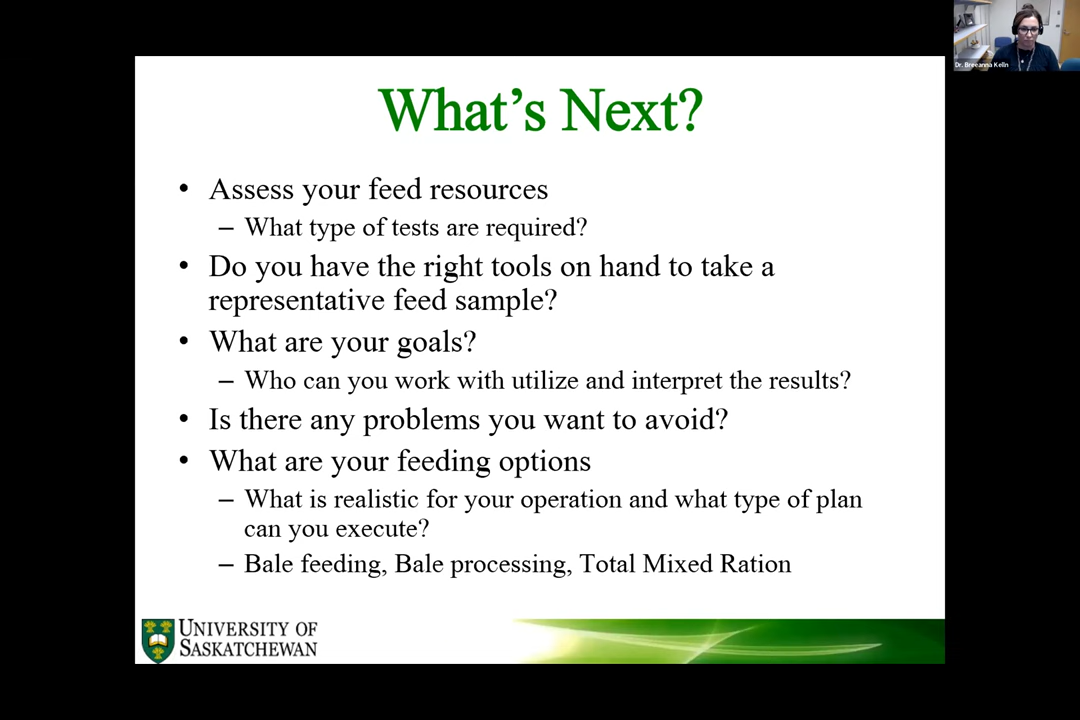 Dr. Breeanna Kelln
What's Next?
• Assess your feed resources
– What type of tests are required?
• Do you have the right tools on hand to take a
representative feed sample?
• What are your goals?
– Who can you work with utilize and interpret the results?
• Is there any problems you want to avoid?
• What are your feeding options
– What is realistic for your operation and what type of plan
can you execute?
– Bale feeding, Bale processing, Total Mixed Ration
UNIVERSITY OF
SASKATCHEWAN